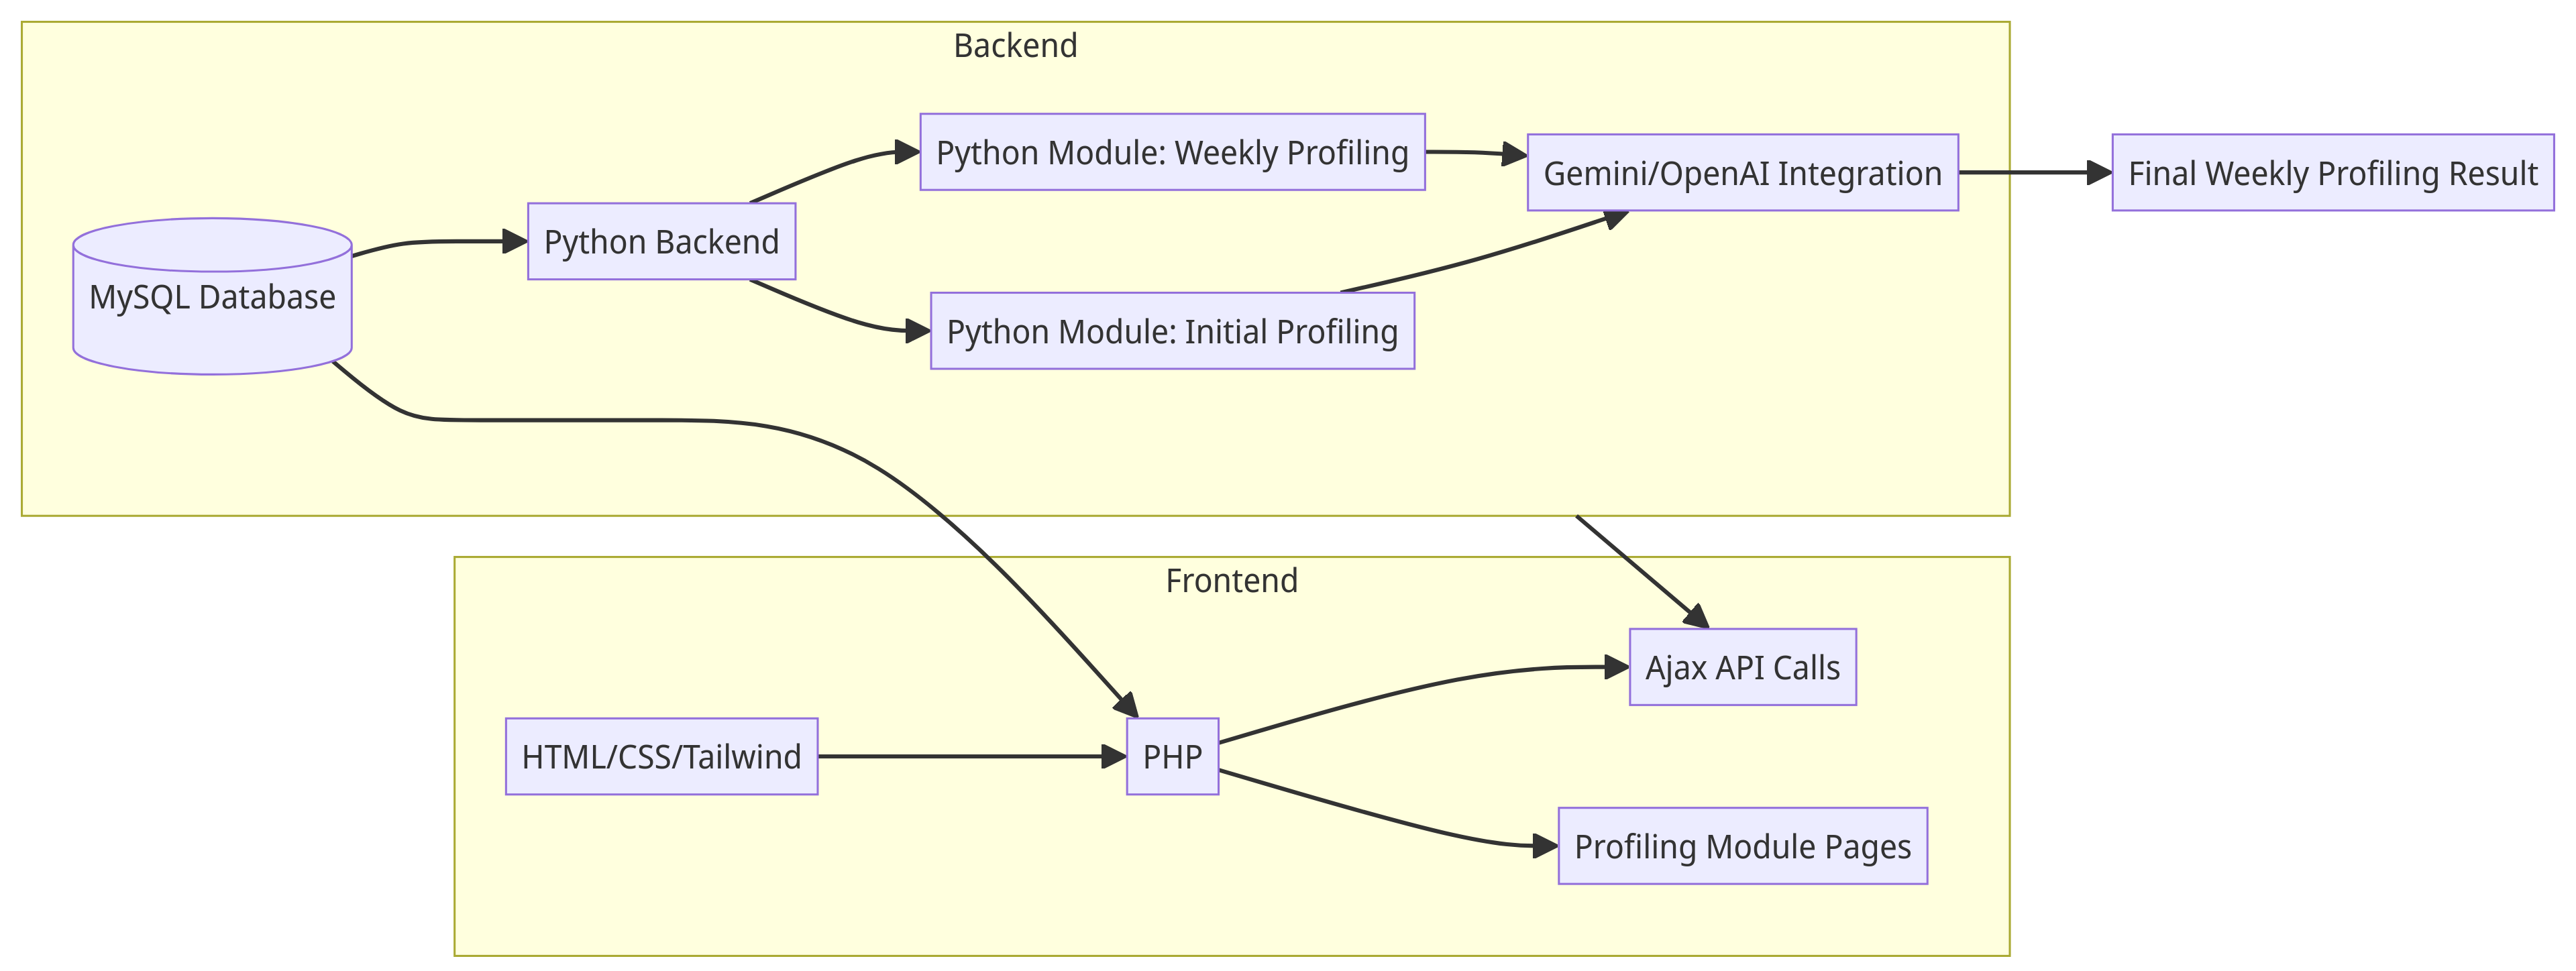 Backend
Python Module: Weekly Profiling
Gemini/OpenAI Integration
Final Weekly Profiling Result
Python Backend
MySQL Database
Python Module: Initial Profiling
Frontend
Ajax API Calls
HTML/CSS/Tailwind
PHP
Profiling Module Pages